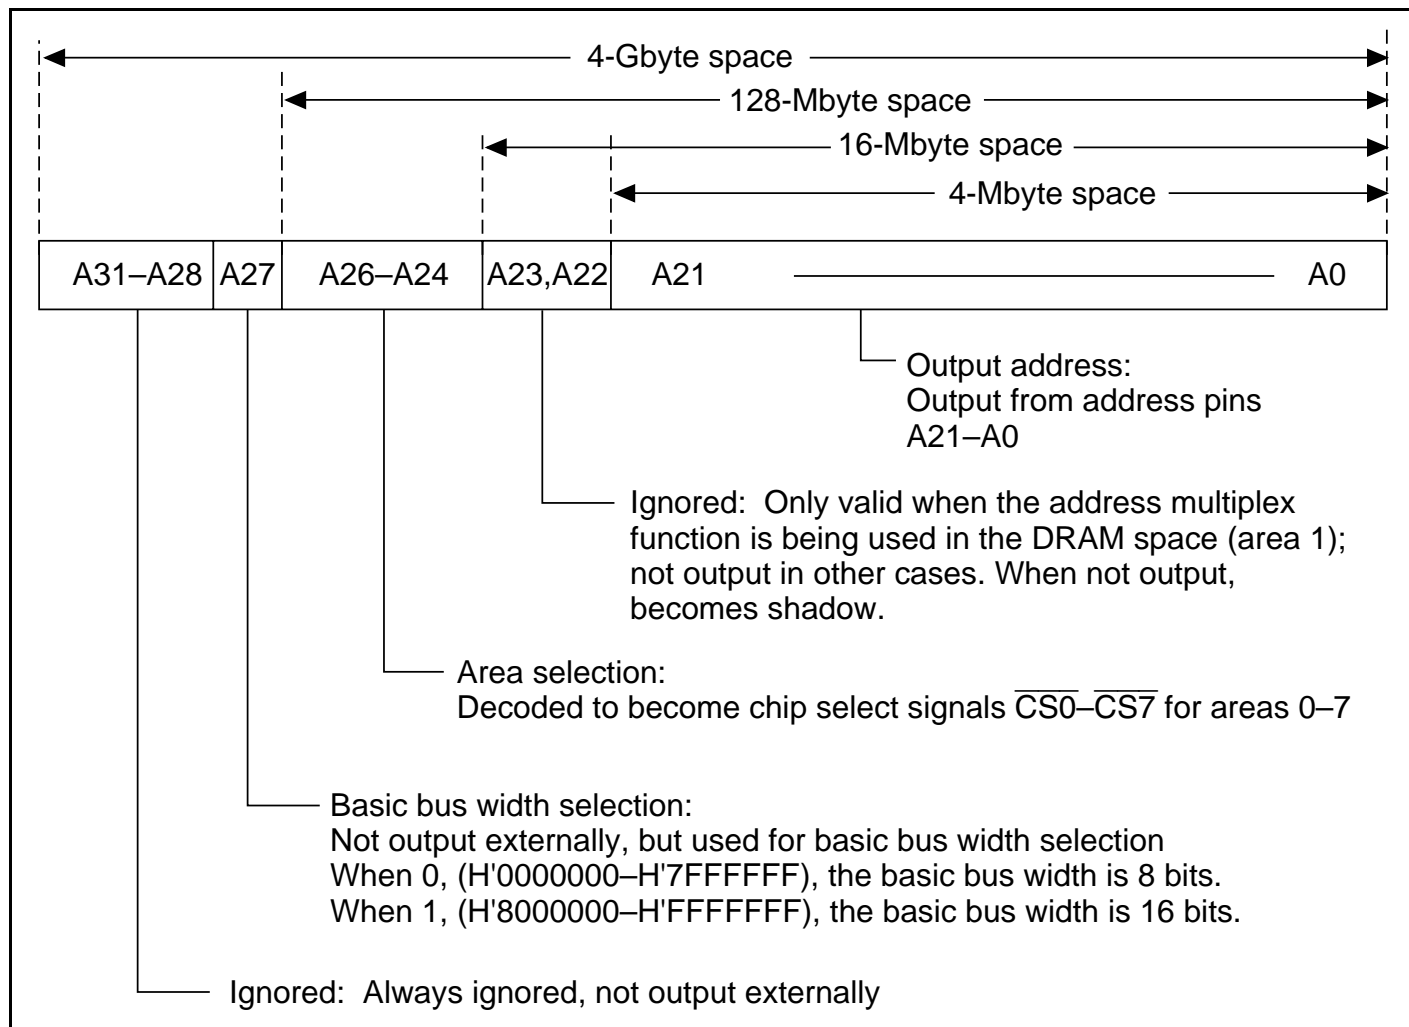 4-Gbyte space
128-Mbyte space
16-Mbyte space
4-Mbyte space
A31–A28 A27 A26–A24 A23,A22 A21 A0
Output address:
Output from address pins
A21–A0
Ignored: Only valid when the address multiplex
function is being used in the DRAM space (area 1);
not output in other cases. When not output,
becomes shadow.
Area selection:
Decoded to become chip select signals C̅S̅0̅–C̅S̅7̅ for areas 0–7
Basic bus width selection:
Not output externally, but used for basic bus width selection
When 0, (H'0000000–H'7FFFFFF), the basic bus width is 8 bits.
When 1, (H'8000000–H'FFFFFFF), the basic bus width is 16 bits.
Ignored: Always ignored, not output externally